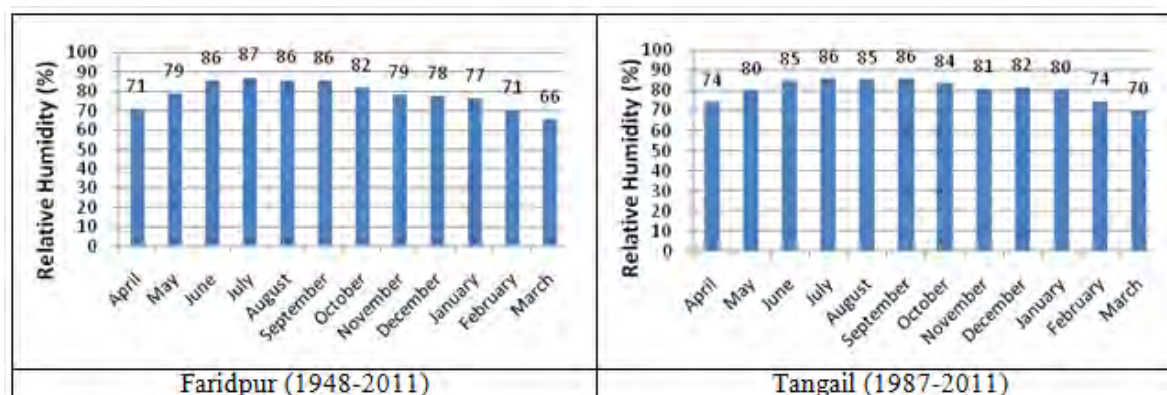 Relative Humidity (%)
100
90
80
70
60
50
40
30
20
10
0
71 79 86 87 86 86 82 79 78 77 71 66
April May June July August September October November December January February March
Faridpur (1948-2011)
Relative Humidity (%)
100
90
80
70
60
50
40
30
20
10
0
74 80 85 86 85 86 84 81 82 80 74 70
April May June July August September October November December January February March
Tangail (1987-2011)